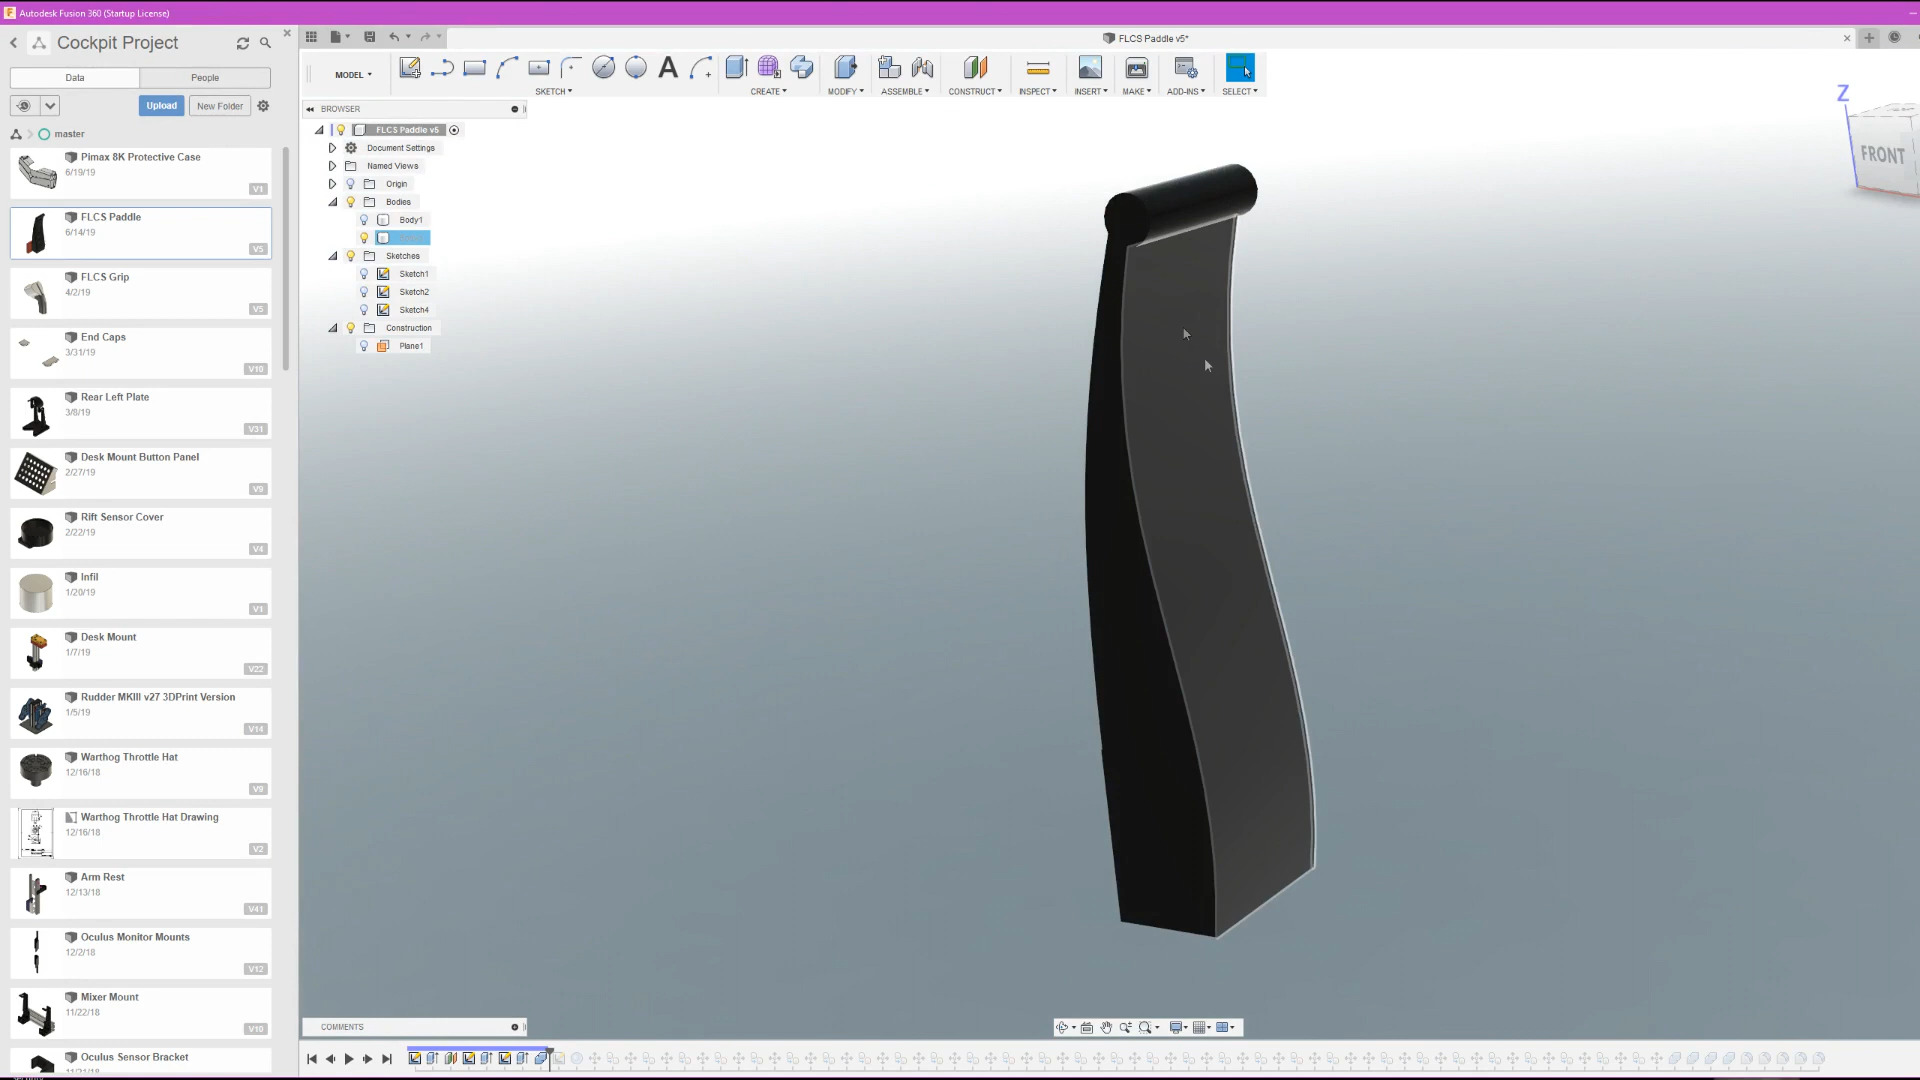 Autodesk Fusion 360 (Startup License)
Cockpit Project
Data
People
Upload
New Folder
master
Pimax 8K Protective Case
6/19/19
V1
FLCS Paddle
6/14/19
V5
FLCS Grip
4/2/19
V5
End Caps
3/31/19
V10
Rear Left Plate
3/8/19
V31
Desk Mount Button Panel
2/27/19
V9
Rift Sensor Cover
2/22/19
V4
Infil
1/20/19
V1
Desk Mount
1/7/19
V22
Rudder MKIII v27 3DPrint Version
1/5/19
V14
Warthog Throttle Hat
12/16/18
V9
Warthog Throttle Hat Drawing
12/16/18
V2
Arm Rest
12/13/18
V41
Oculus Monitor Mounts
12/2/18
V12
Mixer Mount
11/22/18
V10
Oculus Sensor Bracket
FLCS Paddle v5*
MODEL
SKETCH
CREATE
MODIFY
ASSEMBLE
CONSTRUCT
INSPECT
INSERT
MAKE
ADD-INS
SELECT
BROWSER
FLCS Paddle v5
Document Settings
Named Views
Origin
Bodies
Body1
Sketches
Sketch1
Sketch2
Sketch4
Construction
Plane1
Z
FRONT
COMMENTS